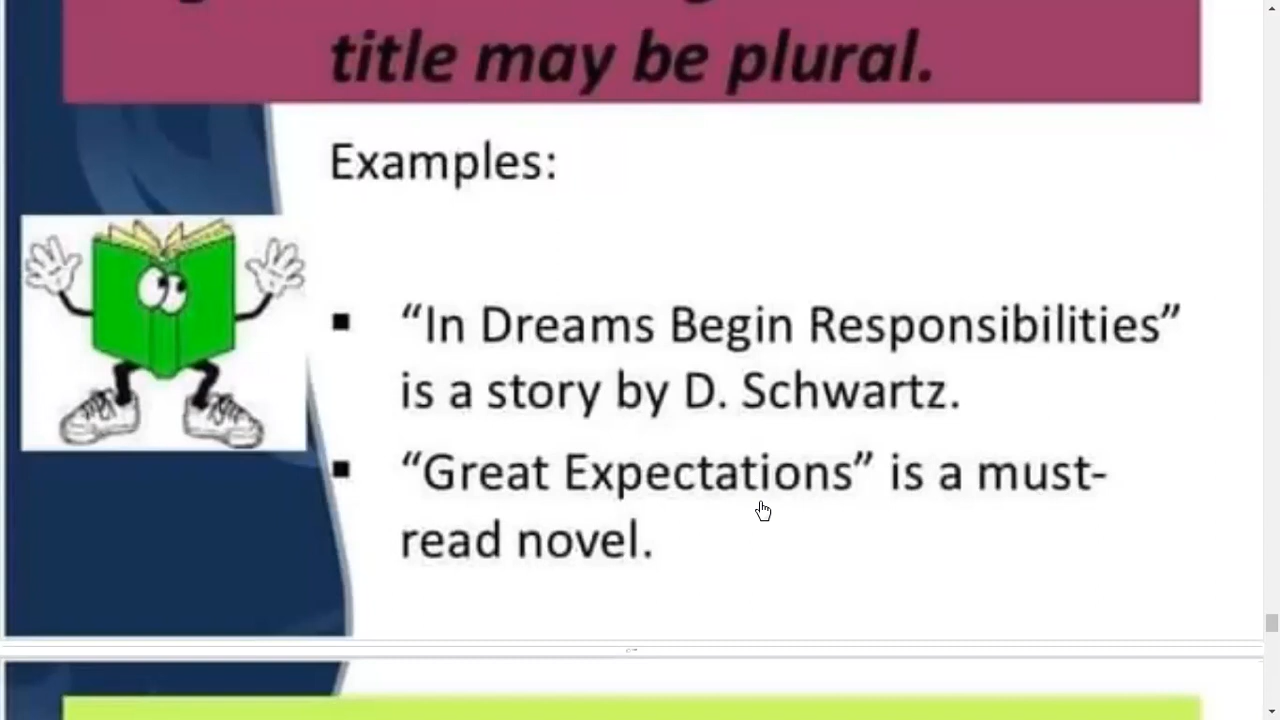 title may be plural.
Examples:
▪ “In Dreams Begin Responsibilities”
is a story by D. Schwartz.
▪ “Great Expectations” is a must-
read novel.